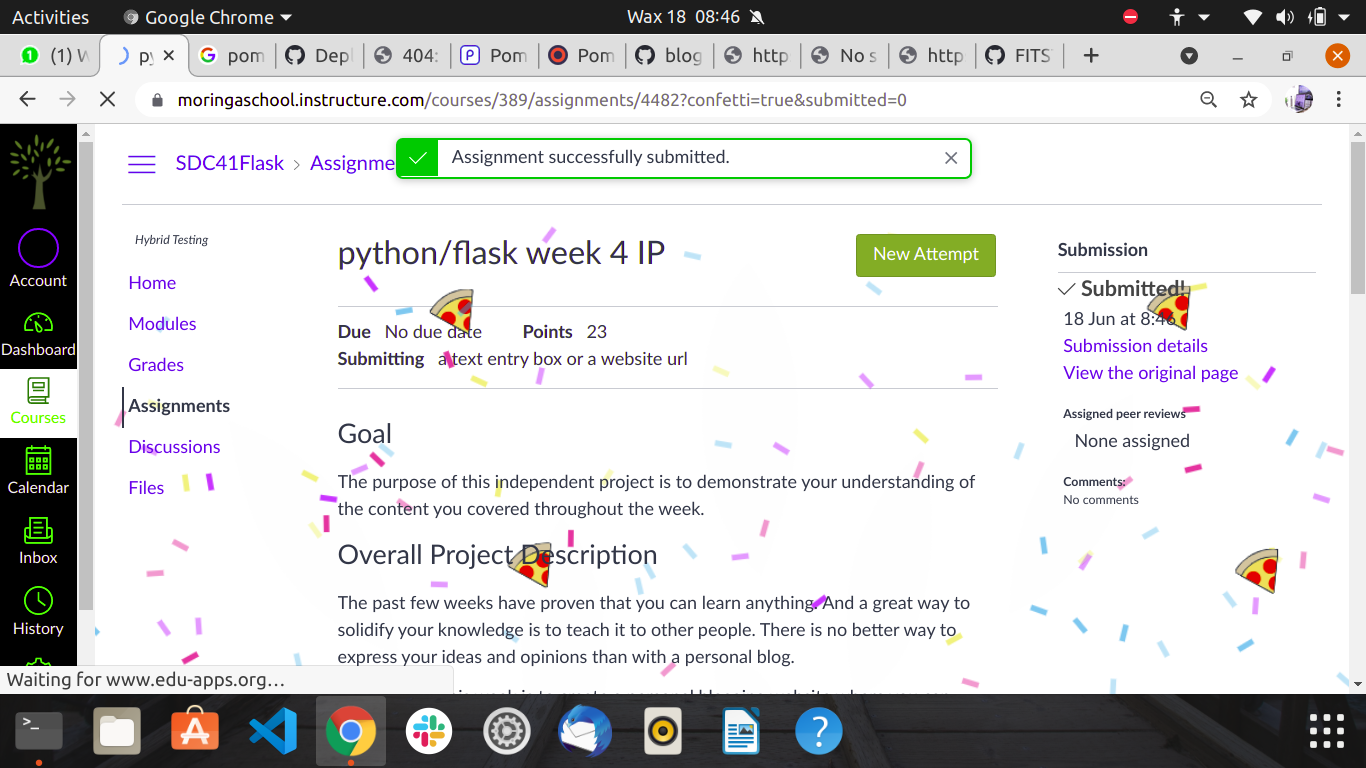 Activities Google Chrome Wax 18 08:46
(1) W py pom Depl 404: Pom Pom blog http No s http FITS
moringaschool.instructure.com/courses/389/assignments/4482?confetti=true&submitted=0
SDC41Flask › Assignme
Assignment successfully submitted.
Hybrid Testing
Home
Modules
Grades
Assignments
Discussions
Files
Account
Dashboard
Courses
Calendar
Inbox
History
python/flask week 4 IP
New Attempt
Due No due date Points 23
Submitting a text entry box or a website url
Goal
The purpose of this independent project is to demonstrate your understanding of
the content you covered throughout the week.
Overall Project Description
The past few weeks have proven that you can learn anything. And a great way to
solidify your knowledge is to teach it to other people. There is no better way to
express your ideas and opinions than with a personal blog.
Submission
Submitted!
18 Jun at 8:46
Submission details
View the original page
Assigned peer reviews
None assigned
Comments:
No comments
Waiting for www.edu-apps.org…